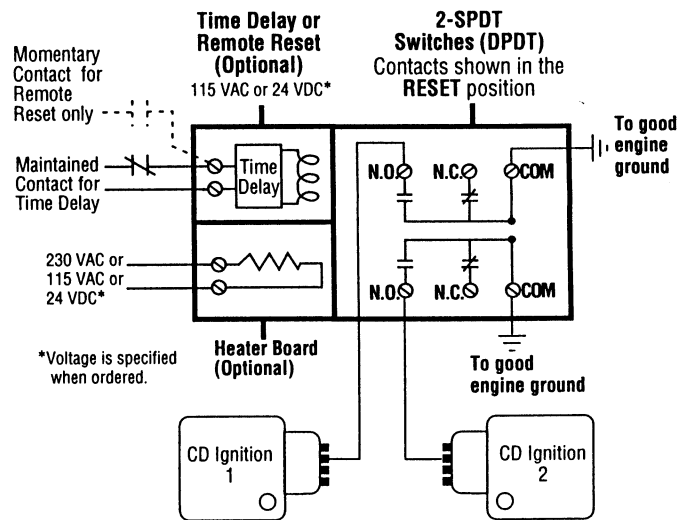 Time Delay or
Remote Reset
(Optional)
115 VAC or 24 VDC*
2-SPDT
Switches (DPDT)
Contacts shown in the
RESET position
Momentary
Contact for
Remote
Reset only
Maintained
Contact for
Time Delay
Time
Delay
N.O.
N.C.
COM
To good
engine
ground
230 VAC or
115 VAC or
24 VDC*
N.O.
N.C.
COM
*Voltage is specified
when ordered.
Heater Board
(Optional)
To good
engine ground
CD Ignition
1
CD Ignition
2